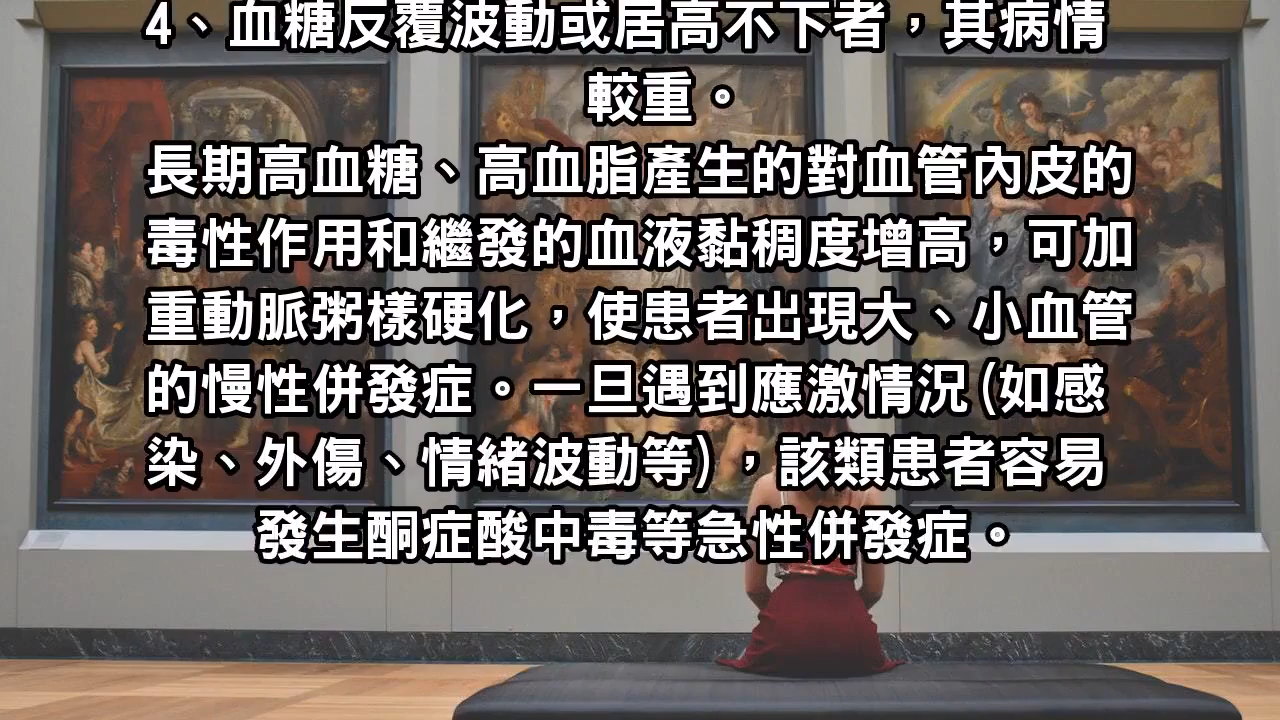 4、血糖反覆波動或居高不下者，其病情
較重。
長期高血糖、高血脂產生的對血管內皮的
毒性作用和繼發的血液黏稠度增高，可加
重動脈粥樣硬化，使患者出現大、小血管
的慢性併發症。一旦遇到應激情況(如感
染、外傷、情緒波動等)，該類患者容易
發生酮症酸中毒等急性併發症。